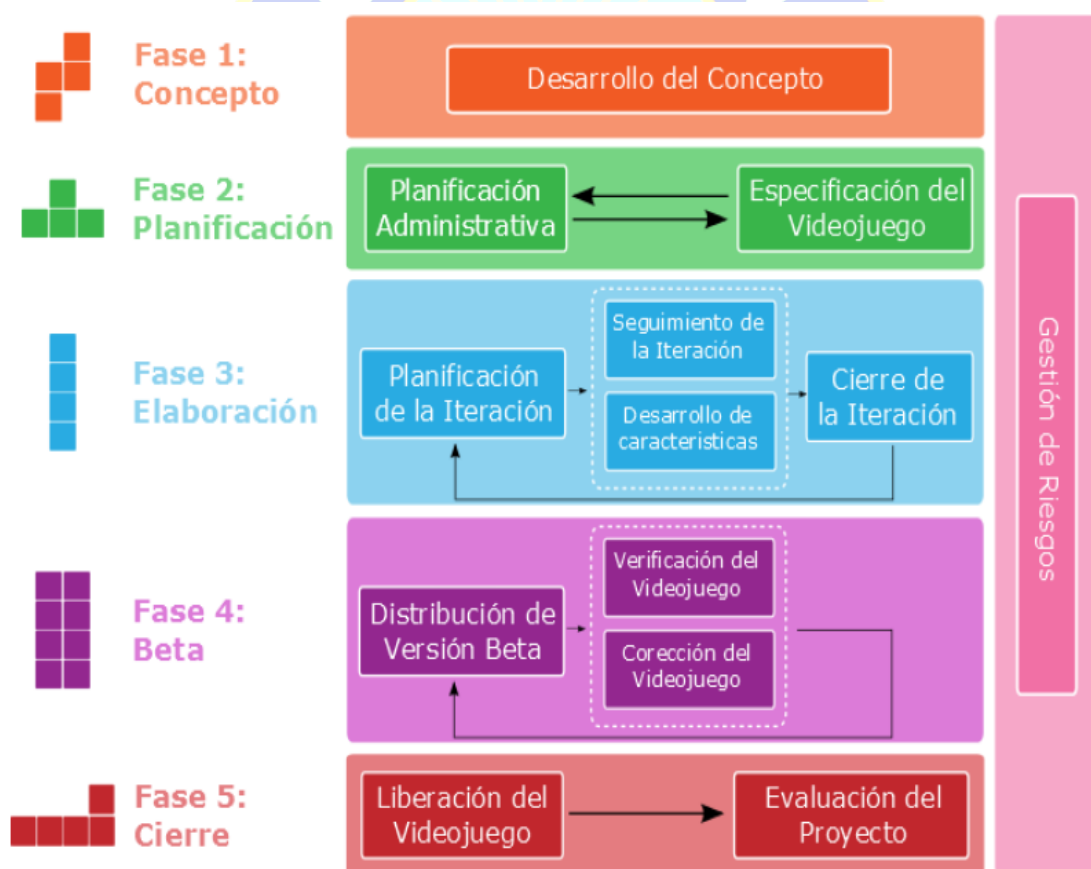 Fase 1:
Concepto
Desarrollo del Concepto
Fase 2:
Planificación
Planificación
Administrativa
Especificación del
Videojuego
Fase 3:
Elaboración
Planificación
de la Iteración
Seguimiento de
la Iteración
Desarrollo de
caracteristicas
Cierre de
la Iteración
Fase 4:
Beta
Distribución de
Versión Beta
Verificación del
Videojuego
Corección del
Videojuego
Fase 5:
Cierre
Liberación del
Videojuego
Evaluación del
Proyecto
Gestión de Riesgos